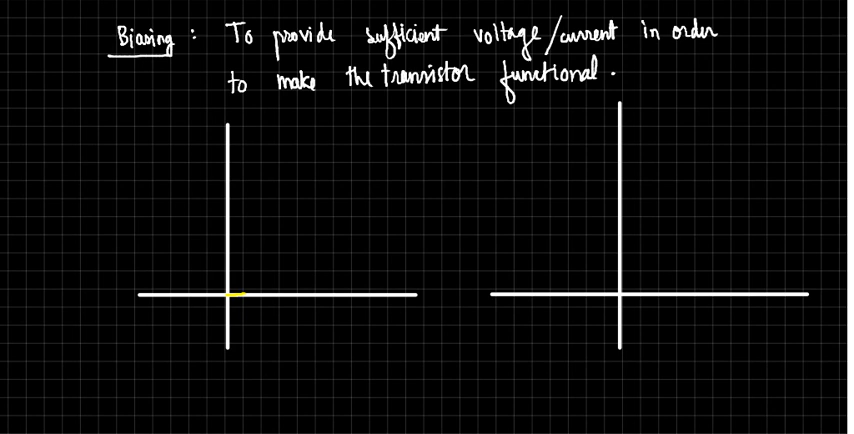 Biasing : To provide sufficient voltage/current in order
to make the transistor functional.